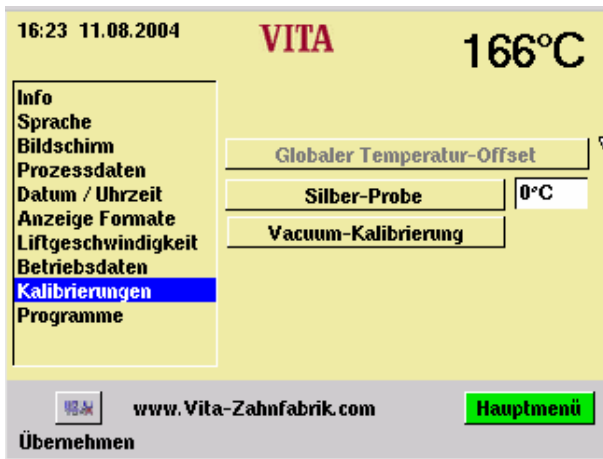 16:23 11.08.2004
VITA
166°C
Info
Sprache
Bildschirm
Prozessdaten
Datum / Uhrzeit
Anzeige Formate
Liftgeschwindigkeit
Betriebsdaten
Kalibrierungen
Programme
Globaler Temperatur-Offset
Silber-Probe
0°C
Vacuum-Kalibrierung
www.Vita-Zahnfabrik.com
Hauptmenü
Übernehmen